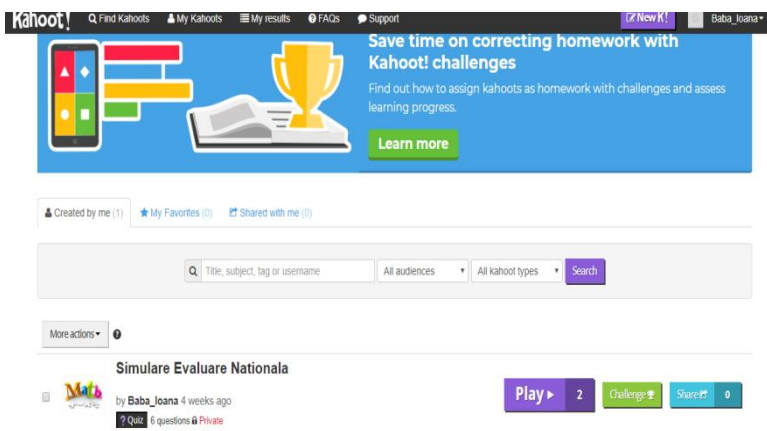 Kahoot! Find Kahoots My Kahoots My results FAQs Support New K! Baba_Ioana
Save time on correcting homework with
Kahoot! challenges
Find out how to assign kahoots as homework with challenges and assess
learning progress.
Learn more
Created by me (1) My Favorites (0) Shared with me (0)
Title, subject, tag or username All audiences All kahoot types Search
More actions ?
Simulare Evaluare Nationala
Math
by Baba_Ioana 4 weeks ago
Play 2 Challenge Share 0
? Quiz 6 questions Private